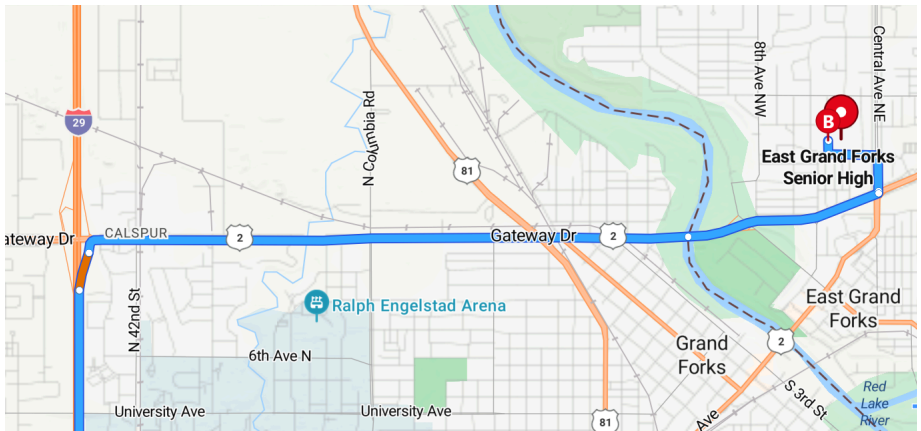 8th Ave NW
Central Ave NE
29
N Columbia Rd
B
East Grand Forks
Senior High
81
ateway Dr
CALSPUR
2
Gateway Dr
2
N 42nd St
Ralph Engelstad Arena
East Grand
Forks
6th Ave N
Grand
Forks
2
University Ave
University Ave
81
Ave
S 3rd St
Red
Lake
River